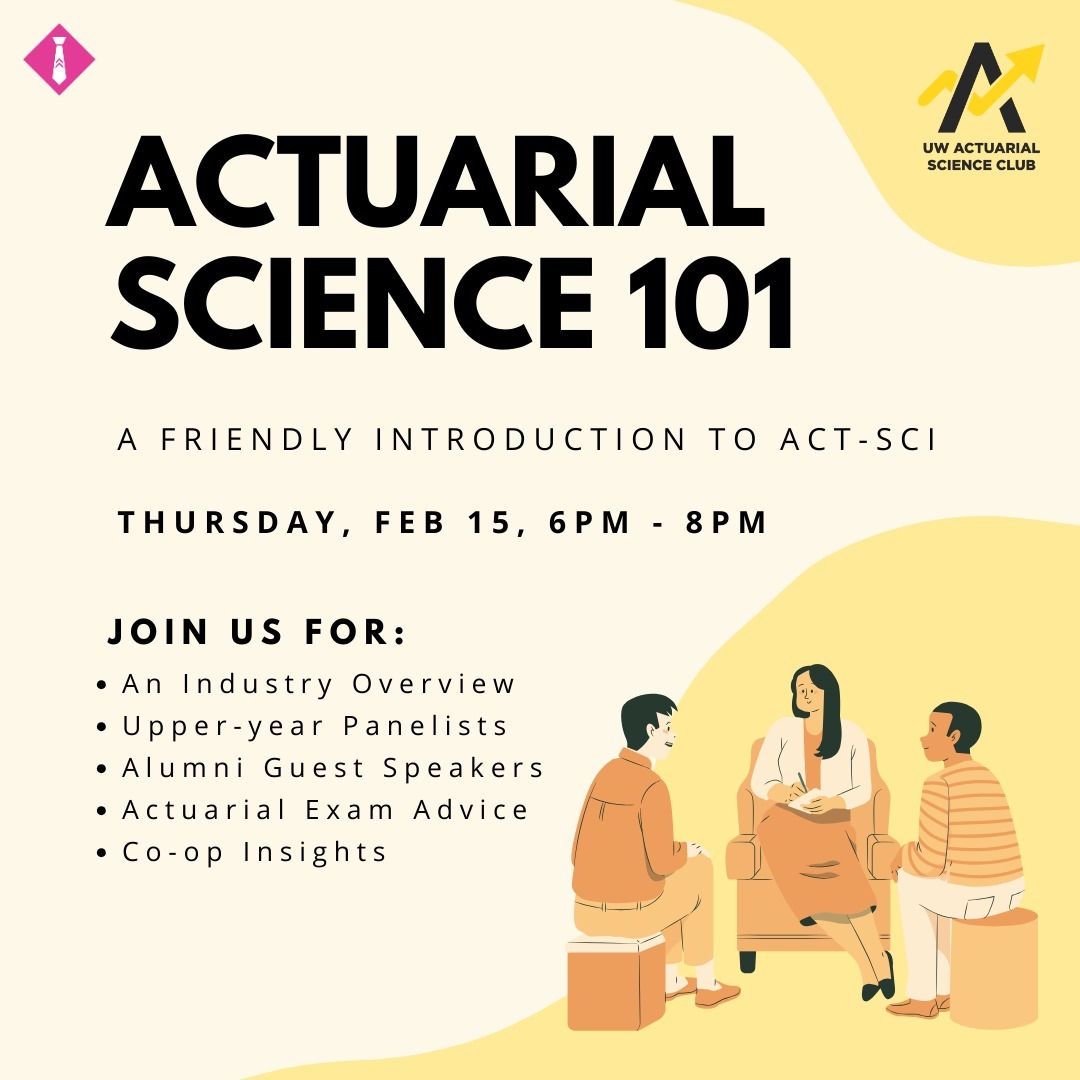 UW ACTUARIAL
SCIENCE CLUB
ACTUARIAL
SCIENCE 101
A FRIENDLY INTRODUCTION TO ACT-SCI
THURSDAY, FEB 15, 6PM - 8PM
JOIN US FOR:
• An Industry Overview
• Upper-year Panelists
• Alumni Guest Speakers
• Actuarial Exam Advice
• Co-op Insights